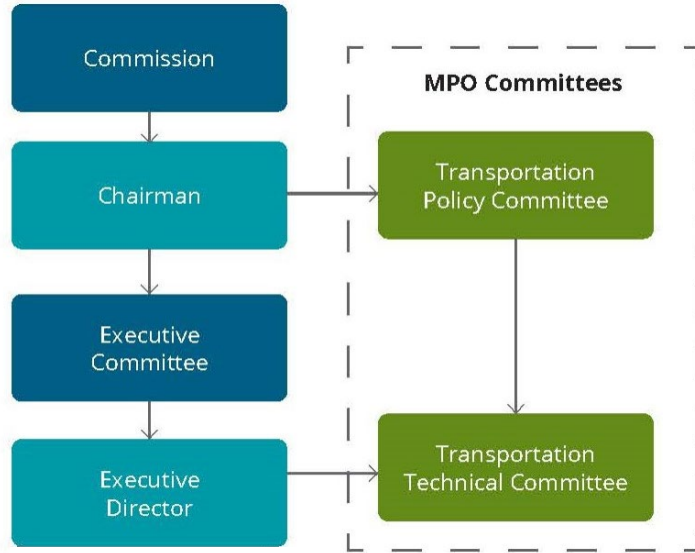 Commission
Chairman
Executive
Committee
Executive
Director
MPO Committees
Transportation
Policy Committee
Transportation
Technical Committee